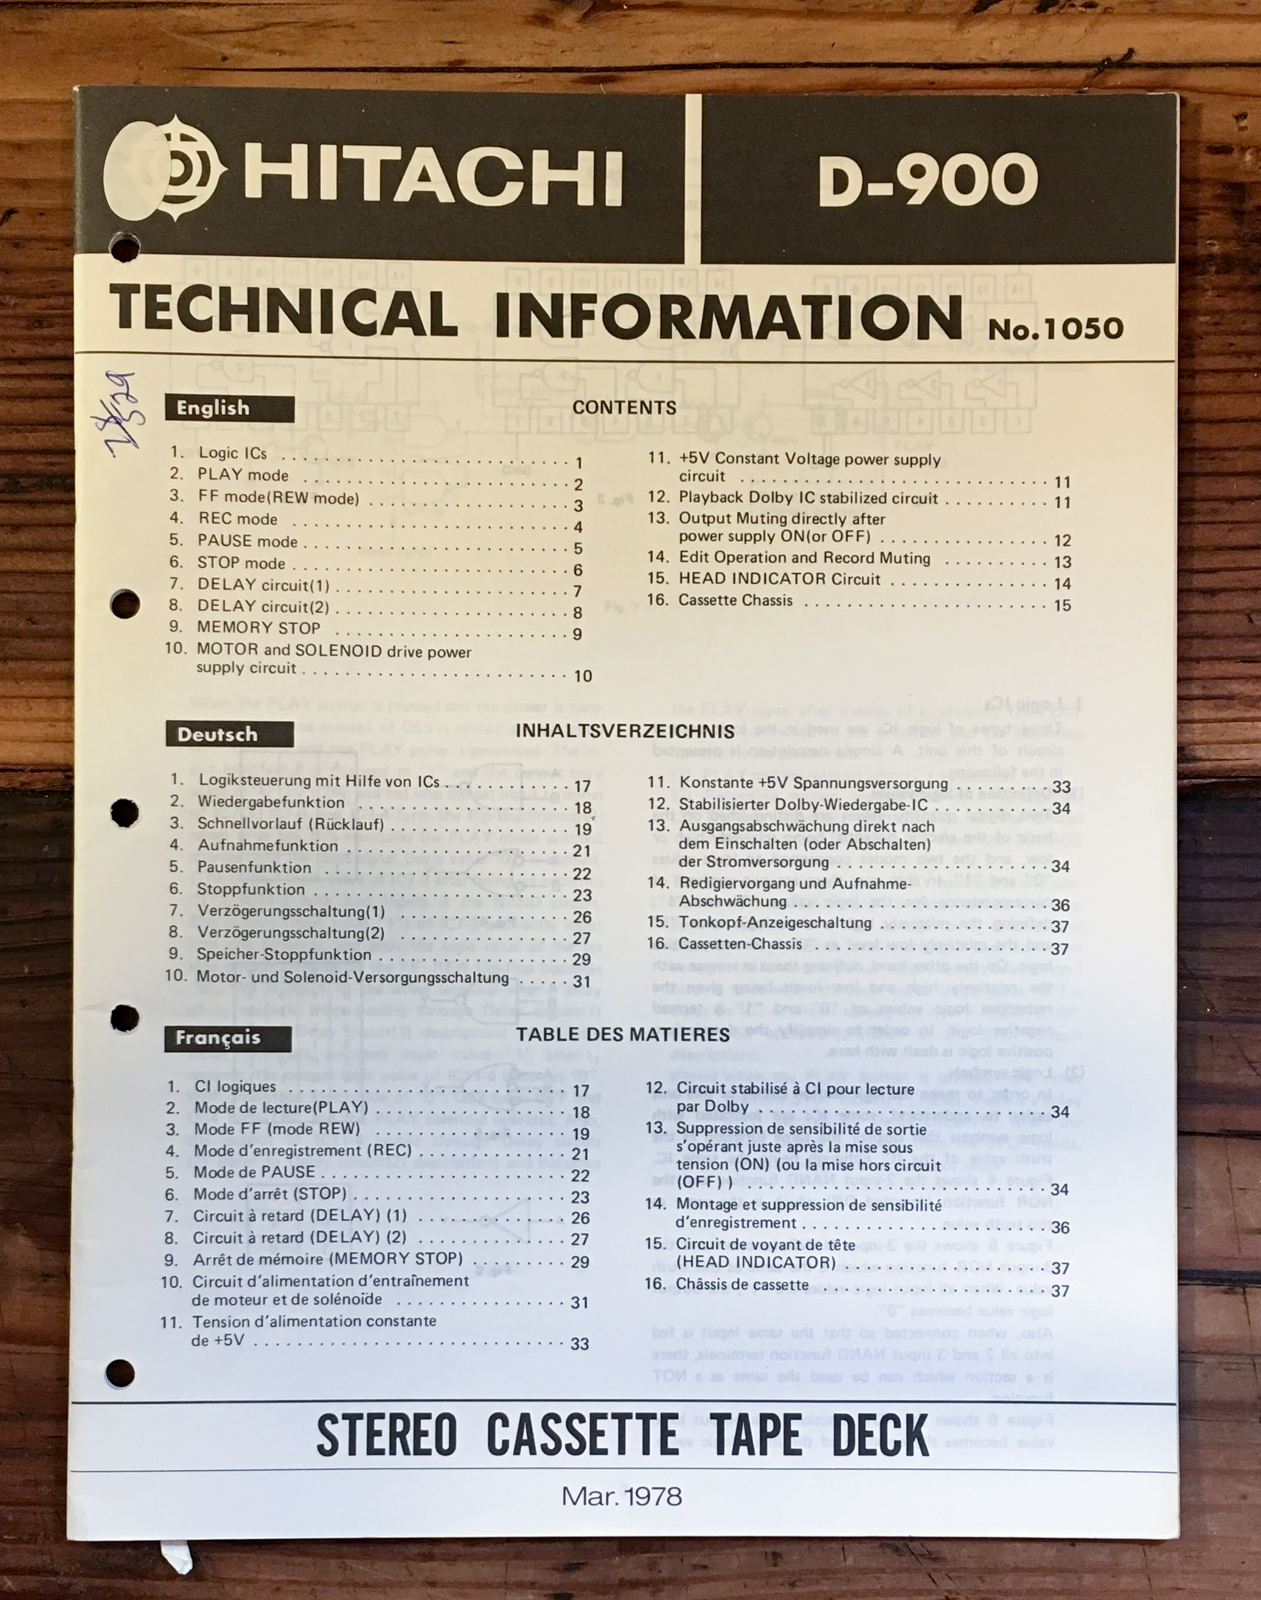 HITACHI
D-900
TECHNICAL INFORMATION No.1050
English
CONTENTS
1. Logic ICs . . . . . . . . . . . . . . . . . . . . . . . . . . . 1
2. PLAY mode . . . . . . . . . . . . . . . . . . . . . . . . . 2
3. FF mode(REW mode) . . . . . . . . . . . . . . . . . . . 3
4. REC mode . . . . . . . . . . . . . . . . . . . . . . . . . . 4
5. PAUSE mode . . . . . . . . . . . . . . . . . . . . . . . . . 5
6. STOP mode . . . . . . . . . . . . . . . . . . . . . . . . . . 6
7. DELAY circuit(1) . . . . . . . . . . . . . . . . . . . . . . 7
8. DELAY circuit(2) . . . . . . . . . . . . . . . . . . . . . . 8
9. MEMORY STOP . . . . . . . . . . . . . . . . . . . . . . 9
10. MOTOR and SOLENOID drive power
supply circuit . . . . . . . . . . . . . . . . . . . . . . . . . 10
11. +5V Constant Voltage power supply
circuit . . . . . . . . . . . . . . . . . . . . . . . . . . . . . 11
12. Playback Dolby IC stabilized circuit . . . . . . . . . . 11
13. Output Muting directly after
power supply ON(or OFF) . . . . . . . . . . . . . . . . 12
14. Edit Operation and Record Muting . . . . . . . . . . 13
15. HEAD INDICATOR Circuit . . . . . . . . . . . . . . . 14
16. Cassette Chassis . . . . . . . . . . . . . . . . . . . . . . . 15
Deutsch
INHALTSVERZEICHNIS
1. Logiksteuerung mit Hilfe von ICs . . . . . . . . . . . . 17
2. Wiedergabefunktion . . . . . . . . . . . . . . . . . . . . . 18
3. Schnellvorlauf (Rücklauf) . . . . . . . . . . . . . . . . . 19
4. Aufnahmefunktion . . . . . . . . . . . . . . . . . . . . . 21
5. Pausenfunktion . . . . . . . . . . . . . . . . . . . . . . . . 22
6. Stoppfunktion . . . . . . . . . . . . . . . . . . . . . . . . . 23
7. Verzögerungsschaltung(1) . . . . . . . . . . . . . . . . 26
8. Verzögerungsschaltung(2) . . . . . . . . . . . . . . . . 27
9. Speicher-Stoppfunktion . . . . . . . . . . . . . . . . . . 29
10. Motor- und Solenoid-Versorgungsschaltung . . . . . 31
11. Konstante +5V Spannungsversorgung . . . . . . . . . 33
12. Stabilisierter Dolby-Wiedergabe-IC . . . . . . . . . . . 34
13. Ausgangsabschwächung direkt nach
dem Einschalten (oder Abschalten)
der Stromversorgung . . . . . . . . . . . . . . . . . . . . 34
14. Redigiervorgang und Aufnahme-
Abschwächung . . . . . . . . . . . . . . . . . . . . . . . . 36
15. Tonkopf-Anzeigeschaltung . . . . . . . . . . . . . . . . 37
16. Cassetten-Chassis . . . . . . . . . . . . . . . . . . . . . . 37
Français
TABLE DES MATIERES
1. CI logiques . . . . . . . . . . . . . . . . . . . . . . . . . . 17
2. Mode de lecture(PLAY) . . . . . . . . . . . . . . . . . . 18
3. Mode FF (mode REW) . . . . . . . . . . . . . . . . . . 19
4. Mode d'enregistrement (REC) . . . . . . . . . . . . . . 21
5. Mode de PAUSE . . . . . . . . . . . . . . . . . . . . . . . 22
6. Mode d'arrêt (STOP) . . . . . . . . . . . . . . . . . . . . 23
7. Circuit à retard (DELAY) (1) . . . . . . . . . . . . . . 26
8. Circuit à retard (DELAY) (2) . . . . . . . . . . . . . . 27
9. Arrêt de mémoire (MEMORY STOP) . . . . . . . . . 29
10. Circuit d'alimentation d'entraînement
de moteur et de solénoïde . . . . . . . . . . . . . . . . 31
11. Tension d'alimentation constante
de +5V . . . . . . . . . . . . . . . . . . . . . . . . . . . . . 33
12. Circuit stabilisé à CI pour lecture
par Dolby . . . . . . . . . . . . . . . . . . . . . . . . . . . 34
13. Suppression de sensibilité de sortie
s'opérant juste après la mise sous
tension (ON) (ou la mise hors circuit
(OFF) ) . . . . . . . . . . . . . . . . . . . . . . . . . . . . . 34
14. Montage et suppression de sensibilité
d'enregistrement . . . . . . . . . . . . . . . . . . . . . . . 36
15. Circuit de voyant de tête
(HEAD INDICATOR) . . . . . . . . . . . . . . . . . . . . 37
16. Châssis de cassette . . . . . . . . . . . . . . . . . . . . . . 37
STEREO CASSETTE TAPE DECK
Mar. 1978